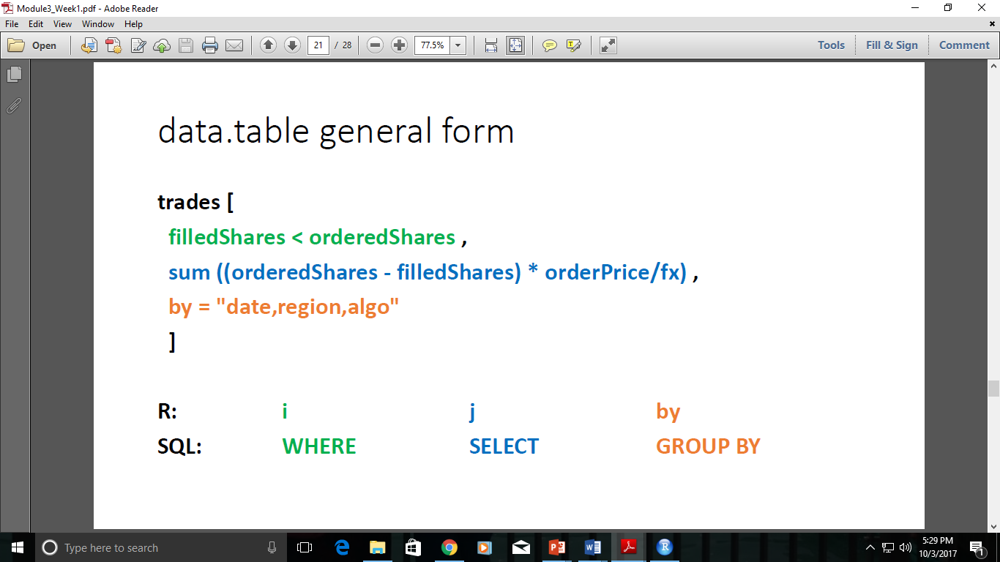 Module3_Week1.pdf - Adobe Reader
File Edit View Window Help
Open 21 / 28 77.5% Tools Fill & Sign Comment
data.table general form
trades [
filledShares < orderedShares ,
sum ((orderedShares - filledShares) * orderPrice/fx) ,
by = "date,region,algo"
]
R: i j by
SQL: WHERE SELECT GROUP BY
Type here to search
5:29 PM
10/3/2017
1